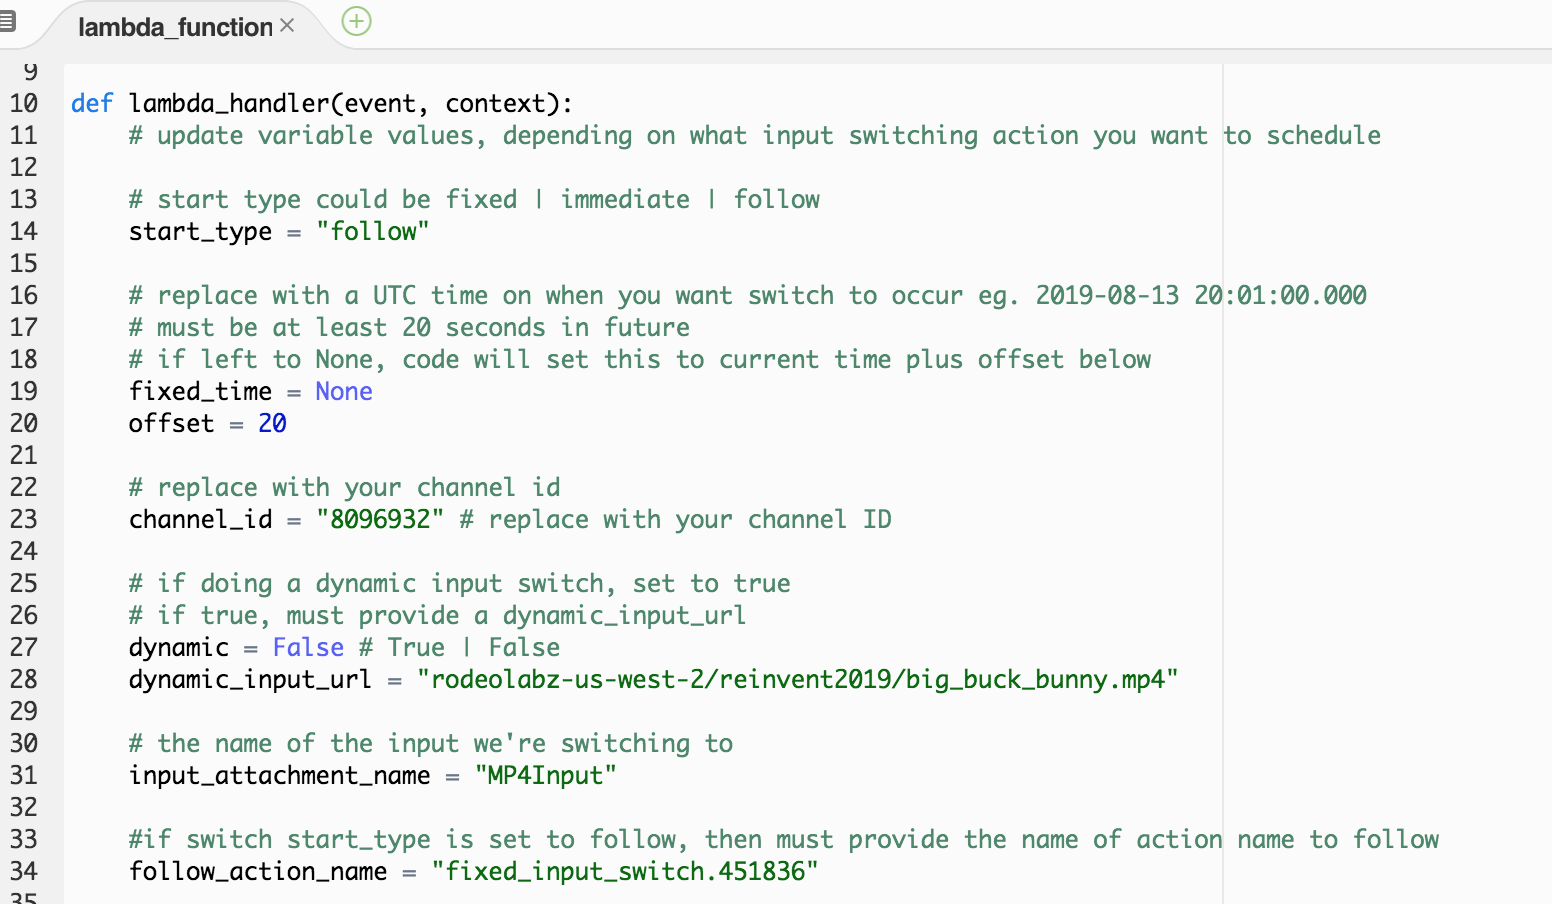 lambda_function ×
9
10 def lambda_handler(event, context):
11 # update variable values, depending on what input switching action you want to schedule
12
13 # start type could be fixed | immediate | follow
14 start_type = "follow"
15
16 # replace with a UTC time on when you want switch to occur eg. 2019-08-13 20:01:00.000
17 # must be at least 20 seconds in future
18 # if left to None, code will set this to current time plus offset below
19 fixed_time = None
20 offset = 20
21
22 # replace with your channel id
23 channel_id = "8096932" # replace with your channel ID
24
25 # if doing a dynamic input switch, set to true
26 # if true, must provide a dynamic_input_url
27 dynamic = False # True | False
28 dynamic_input_url = "rodeolabz-us-west-2/reinvent2019/big_buck_bunny.mp4"
29
30 # the name of the input we're switching to
31 input_attachment_name = "MP4Input"
32
33 #if switch start_type is set to follow, then must provide the name of action name to follow
34 follow_action_name = "fixed_input_switch.451836"
35